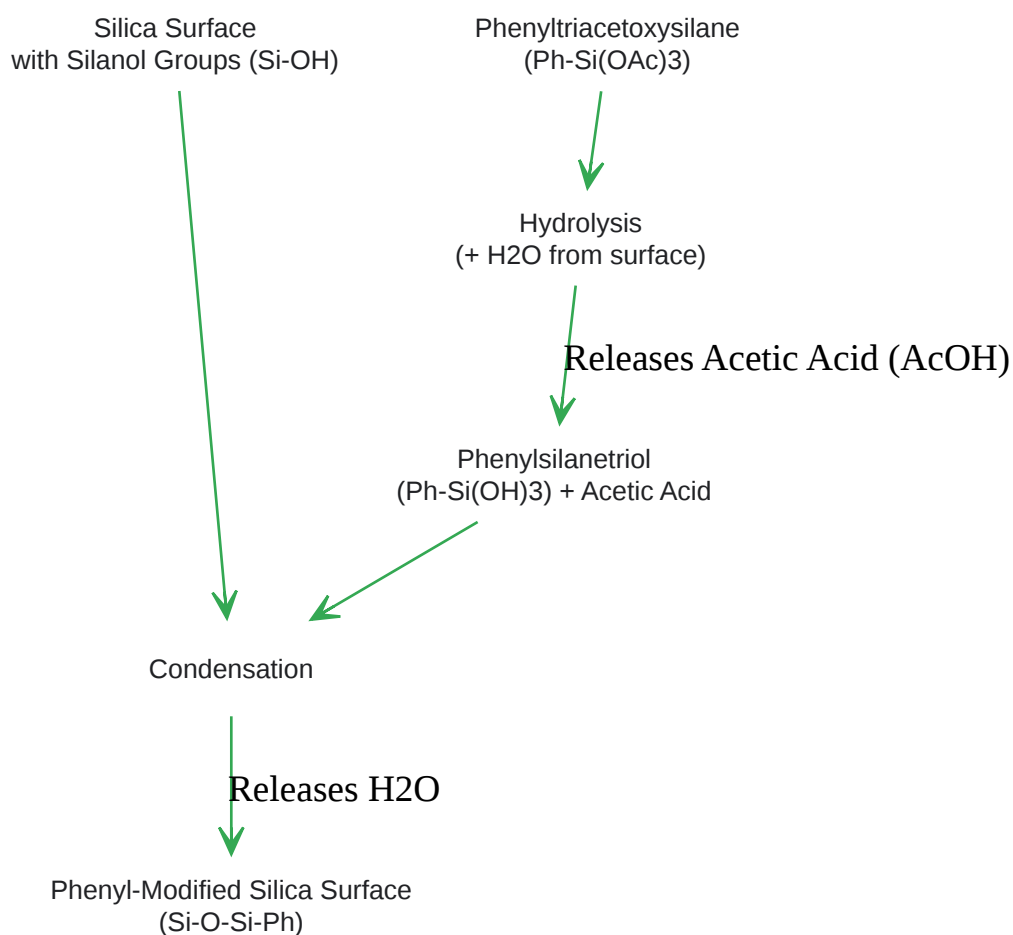 Silica Surface
with Silanol Groups (Si-OH)
Phenyltriacetoxysilane
(Ph-Si(OAc)3)
Hydrolysis
(+ H2O from surface)
Releases Acetic Acid (AcOH)
Phenylsilanetriol
(Ph-Si(OH)3) + Acetic Acid
Condensation
Releases H2O
Phenyl-Modified Silica Surface
(Si-O-Si-Ph)